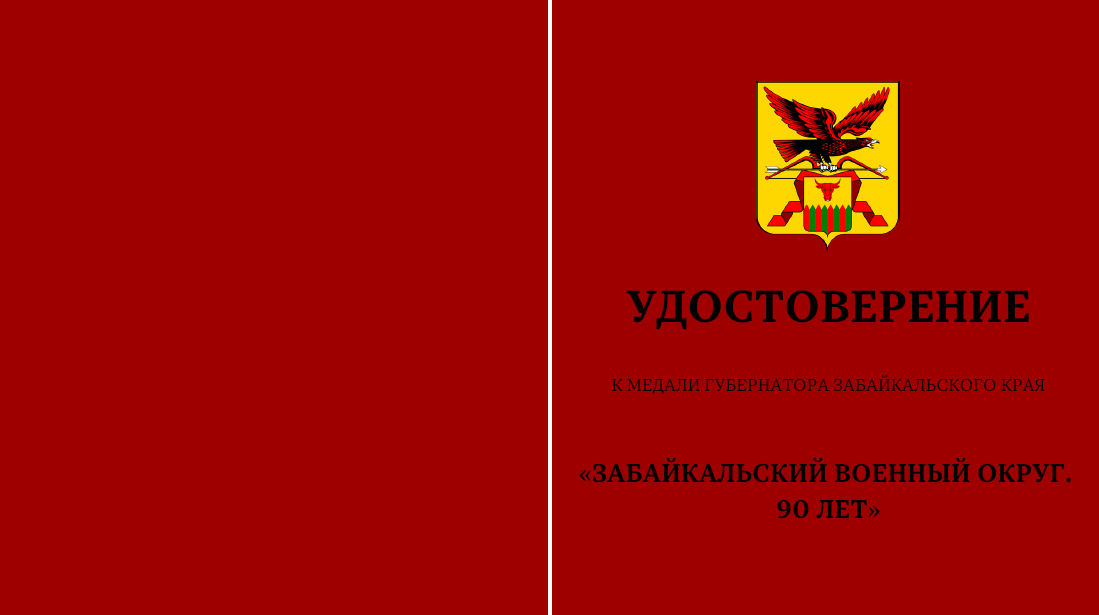 УДОСТОВЕРЕНИЕ
К МЕДАЛИ ГУБЕРНАТОРА ЗАБАЙКАЛЬСКОГО КРАЯ
«ЗАБАЙКАЛЬСКИЙ ВОЕННЫЙ ОКРУГ.
90 ЛЕТ»